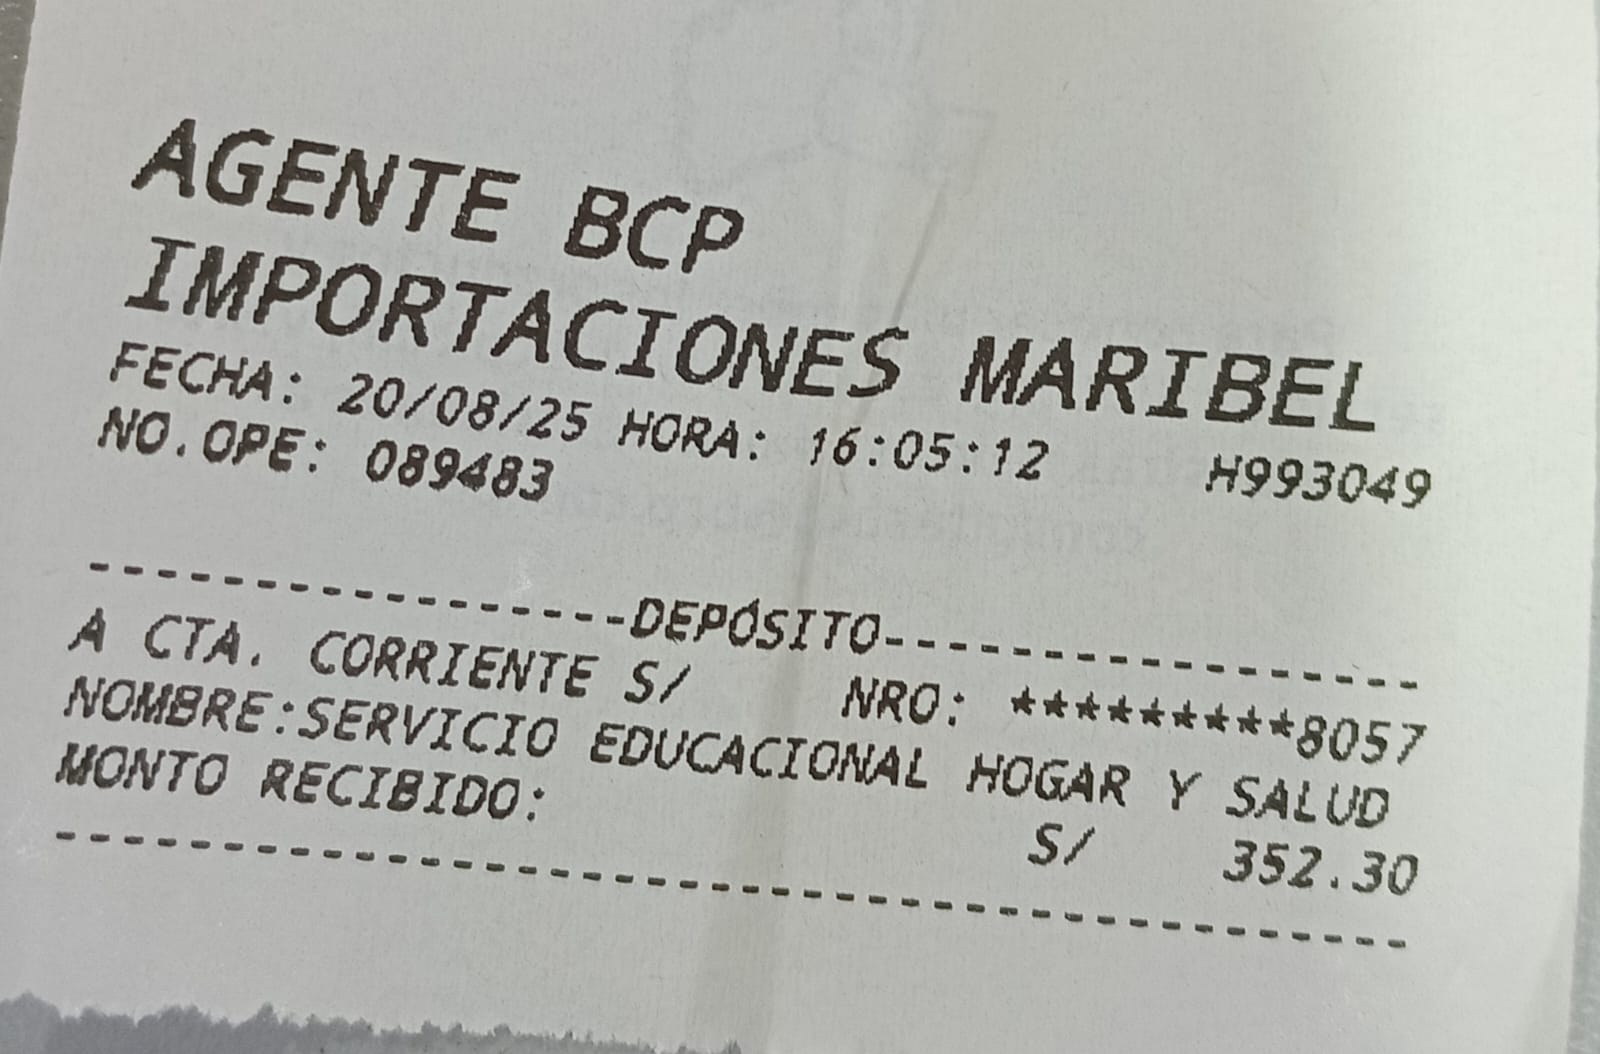 AGENTE BCP
IMPORTACIONES MARIBEL
FECHA: 20/08/25 HORA: 16:05:12 H993049
NO.OPE: 089483
-----------------DEPÓSITO-----------------
A CTA. CORRIENTE S/ NRO: *********8057
NOMBRE:SERVICIO EDUCACIONAL HOGAR Y SALUD
MONTO RECIBIDO: S/ 352.30
------------------------------------------